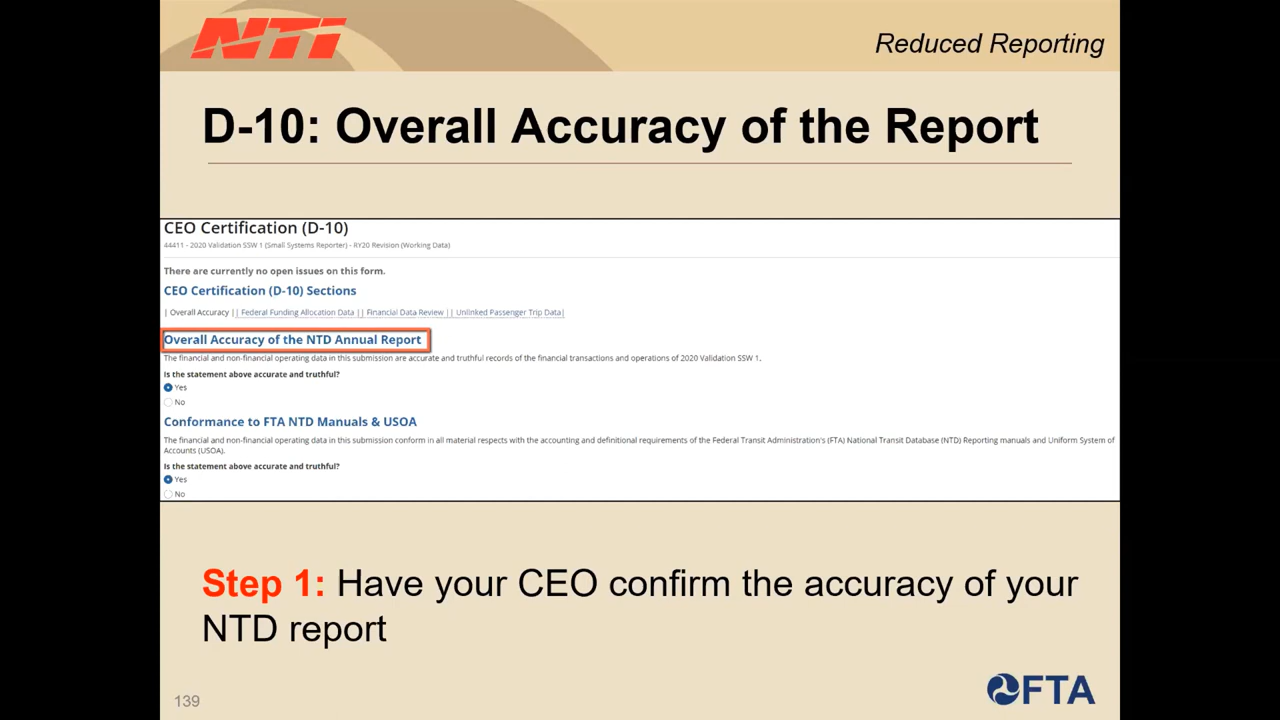 NTI
Reduced Reporting
D-10: Overall Accuracy of the Report
CEO Certification (D-10)
44411 - 2020 Validation SSW 1 (Small Systems Reporter) - RY20 Revision (Working Data)
There are currently no open issues on this form.
CEO Certification (D-10) Sections
| Overall Accuracy || Federal Funding Allocation Data || Financial Data Review || Unlinked Passenger Trip Data|
Overall Accuracy of the NTD Annual Report
The financial and non-financial operating data in this submission are accurate and truthful records of the financial transactions and operations of 2020 Validation SSW 1.
Is the statement above accurate and truthful?
Yes
No
Conformance to FTA NTD Manuals & USOA
The financial and non-financial operating data in this submission conform in all material respects with the accounting and definitional requirements of the Federal Transit Administration's (FTA) National Transit Database (NTD) Reporting manuals and Uniform System of
Accounts (USOA).
Is the statement above accurate and truthful?
Yes
No
Step 1: Have your CEO confirm the accuracy of your
NTD report
139
FTA